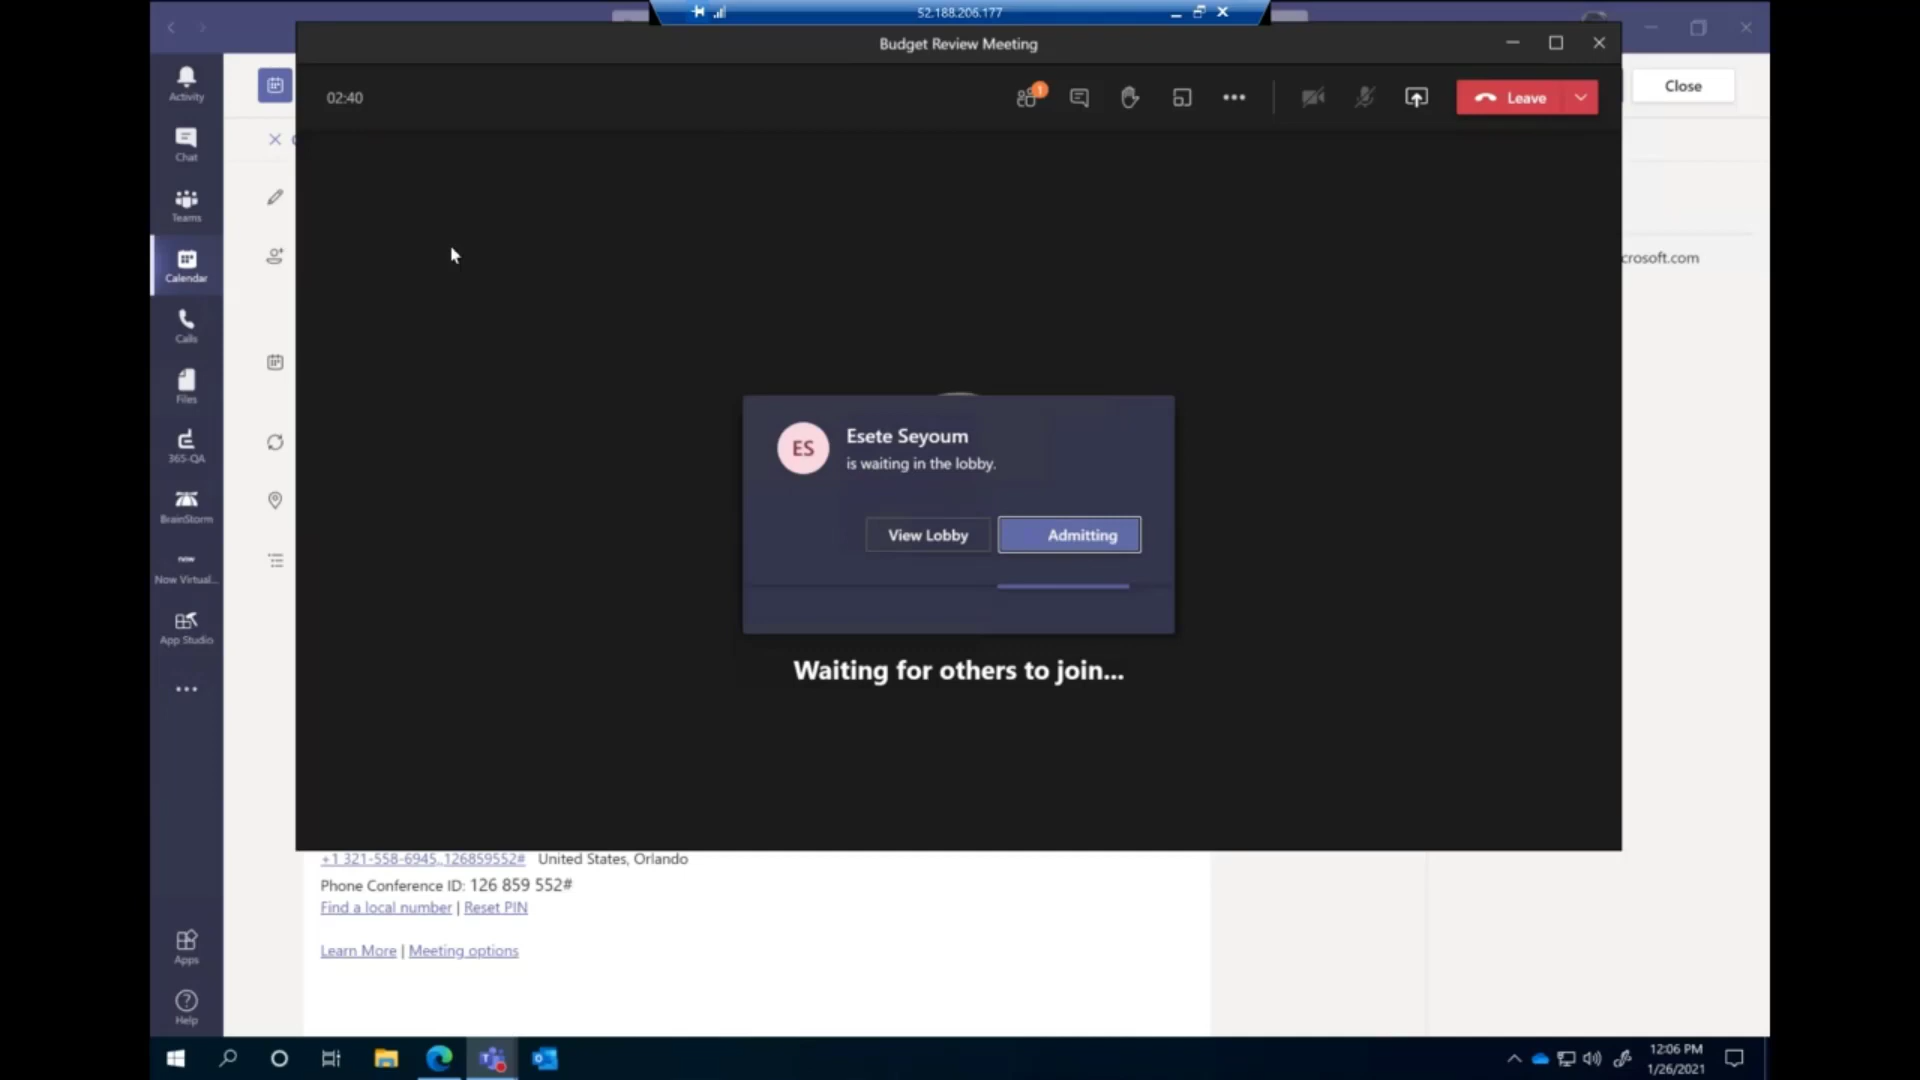 52.188.206.177
Budget Review Meeting
02:40
1
Leave
Close
Activity
Chat
Teams
Calendar
Calls
Files
365-QA
BrainStorm
now
Now Virtual...
App Studio
Apps
Help
crosoft.com
ES
Esete Seyoum
is waiting in the lobby.
View Lobby
Admitting
Waiting for others to join...
+1 321-558-6945,,126859552# United States, Orlando
Phone Conference ID: 126 859 552#
Find a local number | Reset PIN
Learn More | Meeting options
12:06 PM
1/26/2021